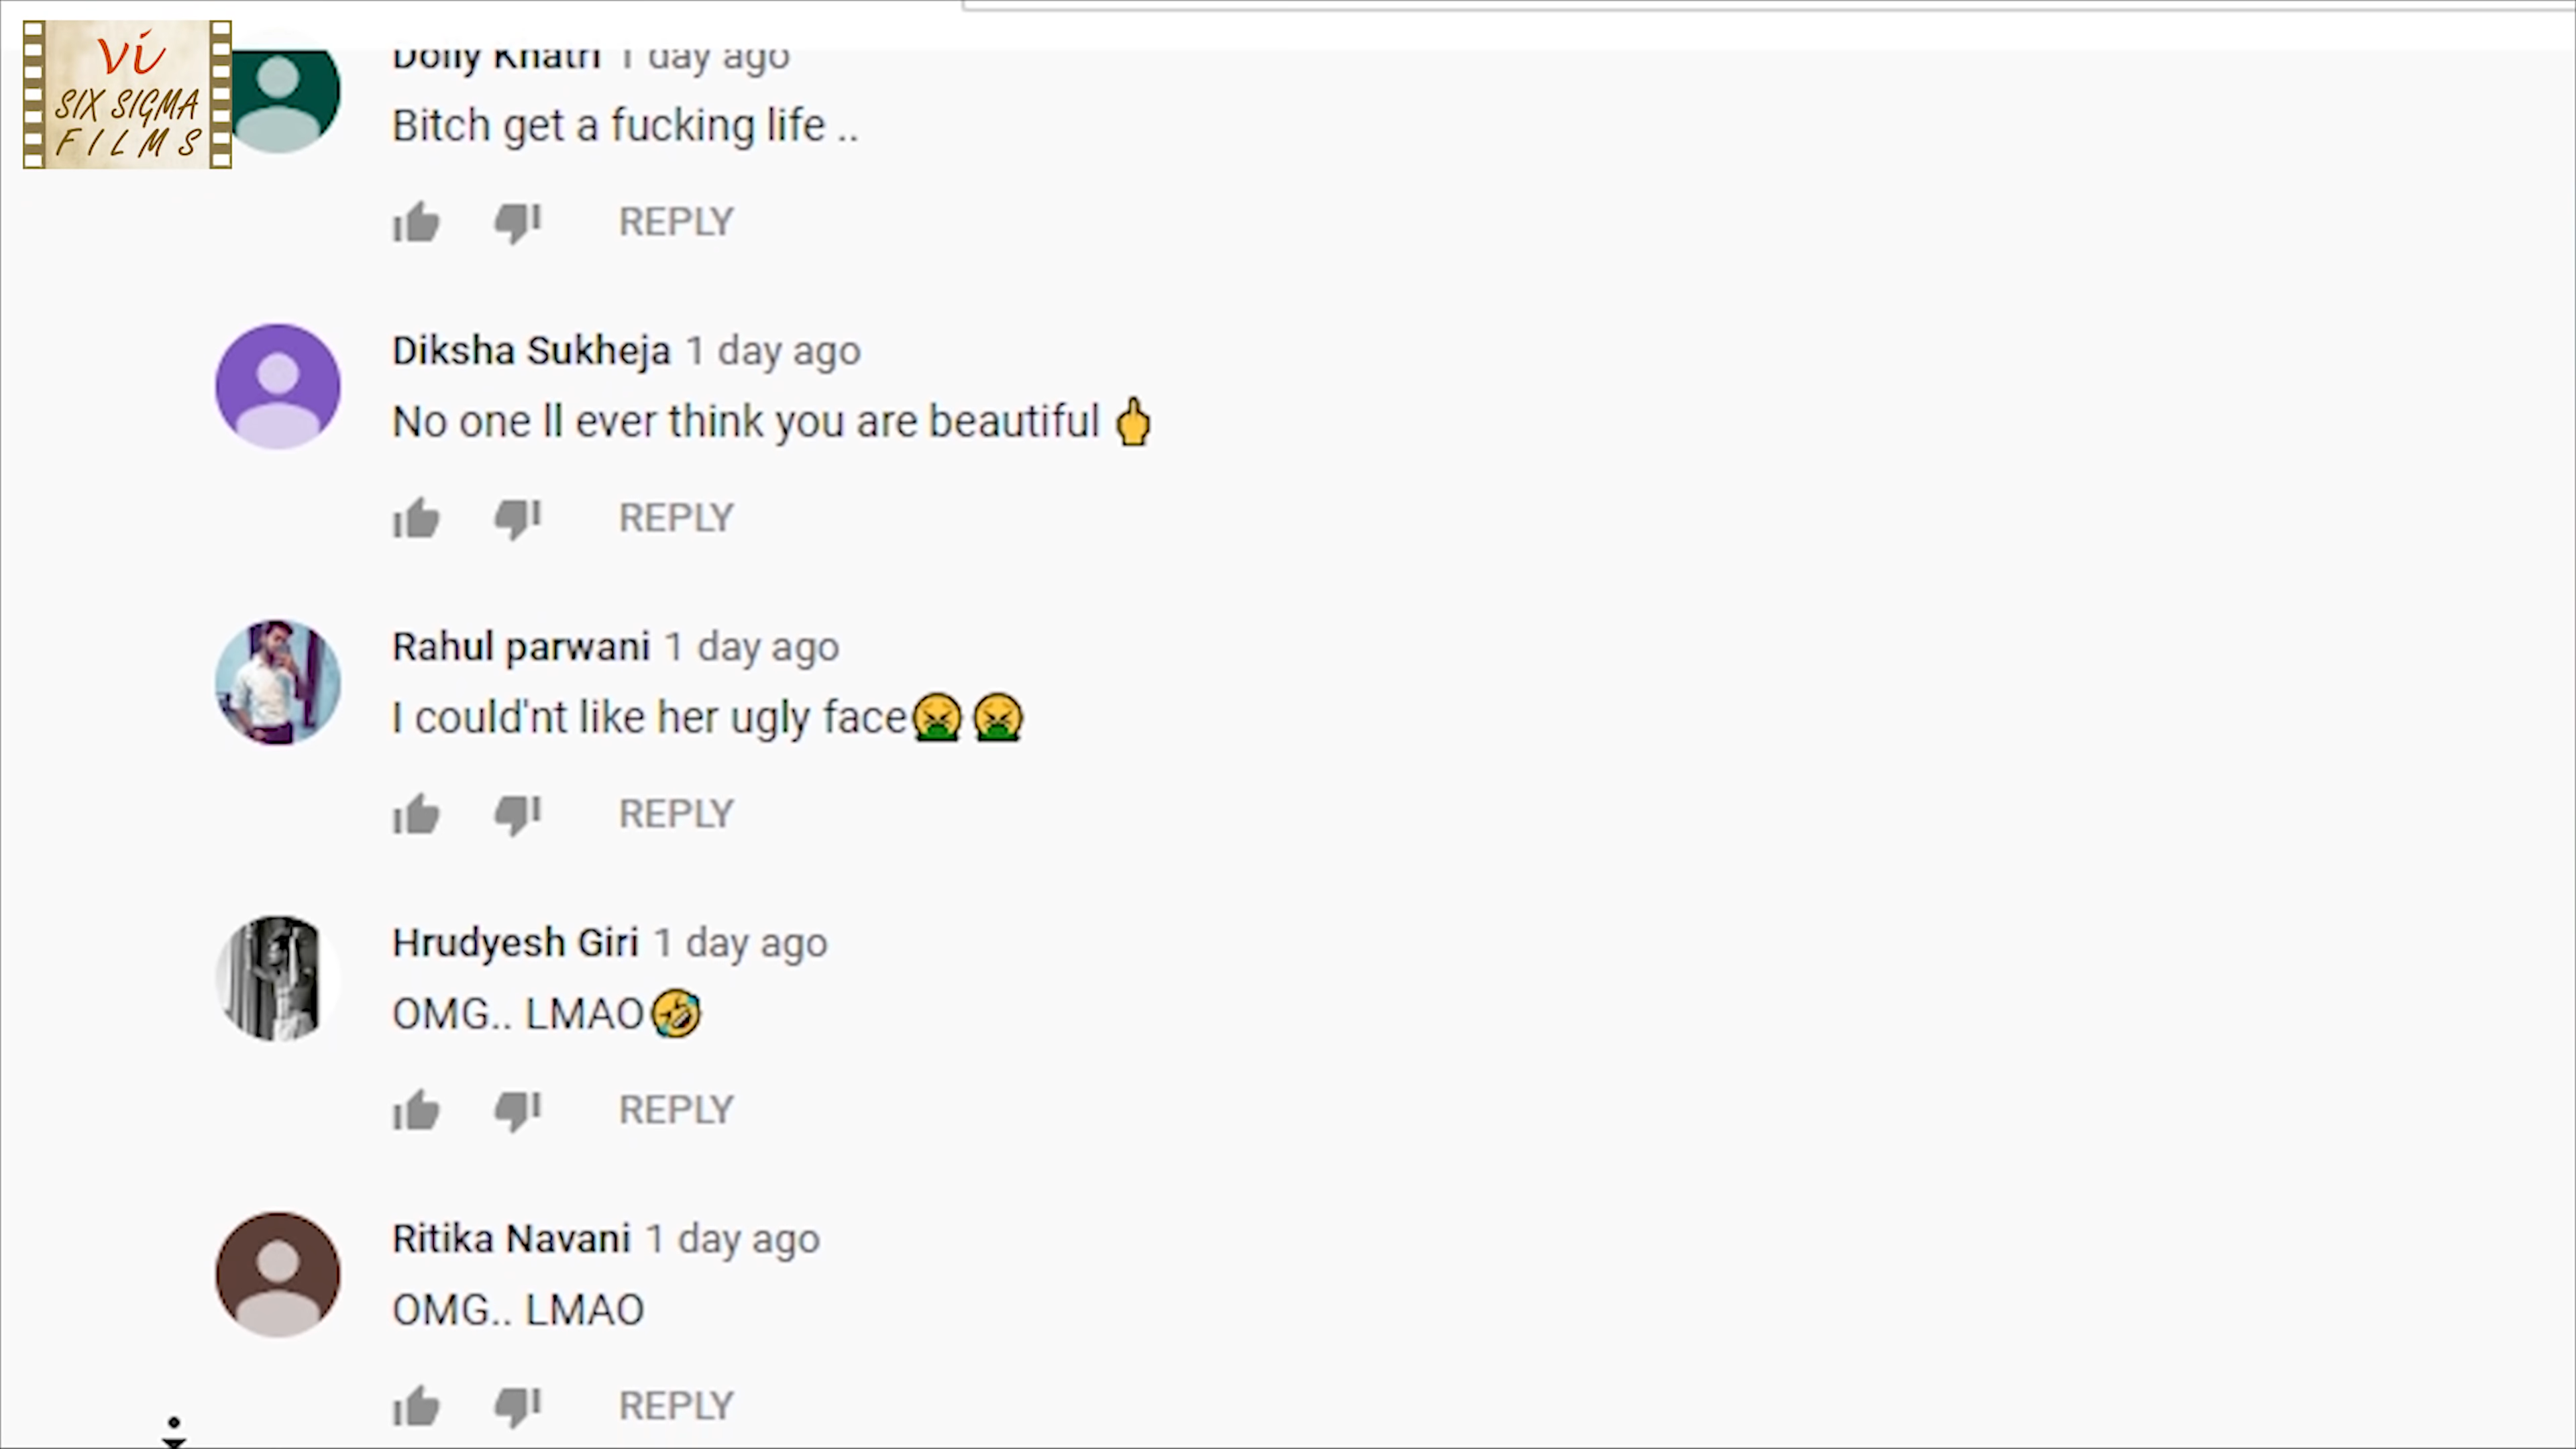 vi
SIX SIGMA
FILMS
Dolly Khatri 1 day ago
Bitch get a fucking life ..
REPLY
Diksha Sukheja 1 day ago
No one ll ever think you are beautiful 🖕
REPLY
Rahul parwani 1 day ago
I could'nt like her ugly face🤮🤮
REPLY
Hrudyesh Giri 1 day ago
OMG.. LMAO🤣
REPLY
Ritika Navani 1 day ago
OMG.. LMAO
REPLY